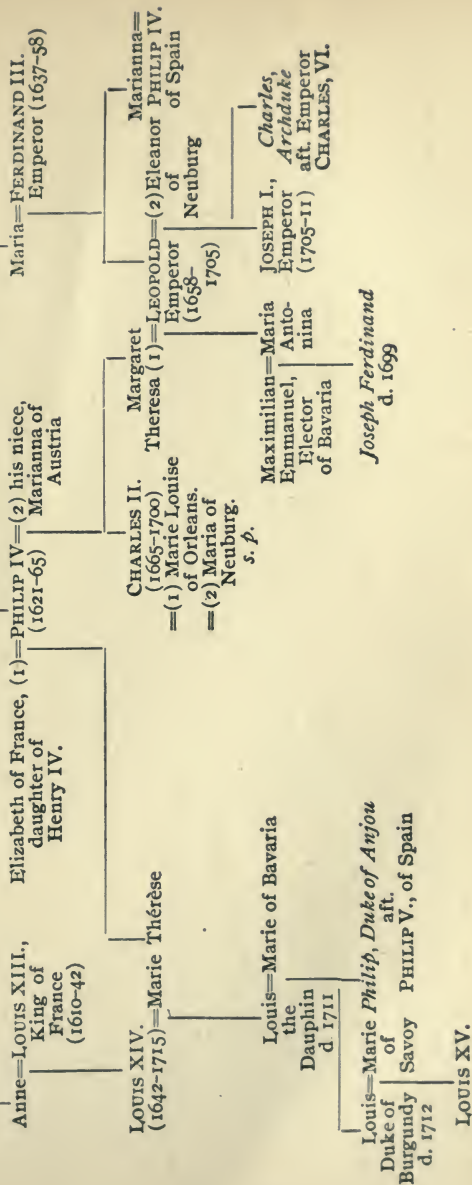 Anne=LOUIS XIII.,
King of
France
(1610-42)
Elizabeth of France, (1)=PHILIP IV=(2) his niece,
daughter of
Henry IV.
(1621-65)
Marianna of
Austria
Maria=FERDINAND III.
Emperor (1637-58)
LOUIS XIV.
(1642-1715)=Marie Thérèse
CHARLES II.
(1665-1700)
=(1) Marie Louise
of Orleans.
=(2) Maria of
Neuburg.
s. p.
Margaret
Theresa (1)=LEOPOLD=(2)Eleanor
Emperor
(1658-
1705)
of
Neuburg
Marianna=
PHILIP IV.
of Spain
Louis=Marie of Bavaria
the
Dauphin
d 1711
Maximilian=Maria
Emmanuel,
Elector
of Bavaria
Anto-
nina
JOSEPH I.,
Emperor
(1705-11)
Charles,
Archduke
aft. Emperor
CHARLES, VI.
Louis=Marie
Duke of
Burgundy
d. 1712
of
Savoy
Philip, Duke of Anjou
aft.
PHILIP V., of Spain
Joseph Ferdinand
d. 1699
LOUIS XV.